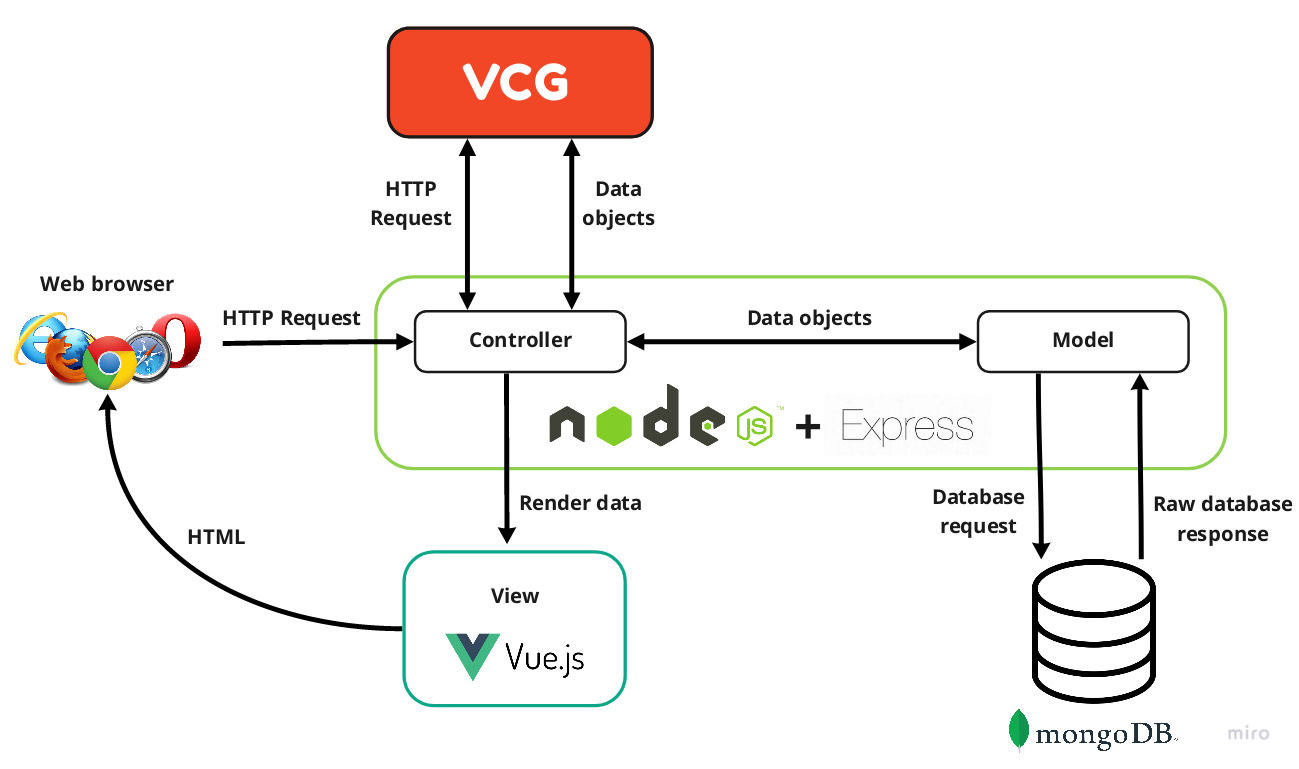 VCG
HTTP
Request
Data
objects
Web browser
HTTP Request
Controller
Data objects
Model
node
JS
™
+
Express
Render data
Database
request
Raw database
response
HTML
View
Vue.js
mongoDB
miro